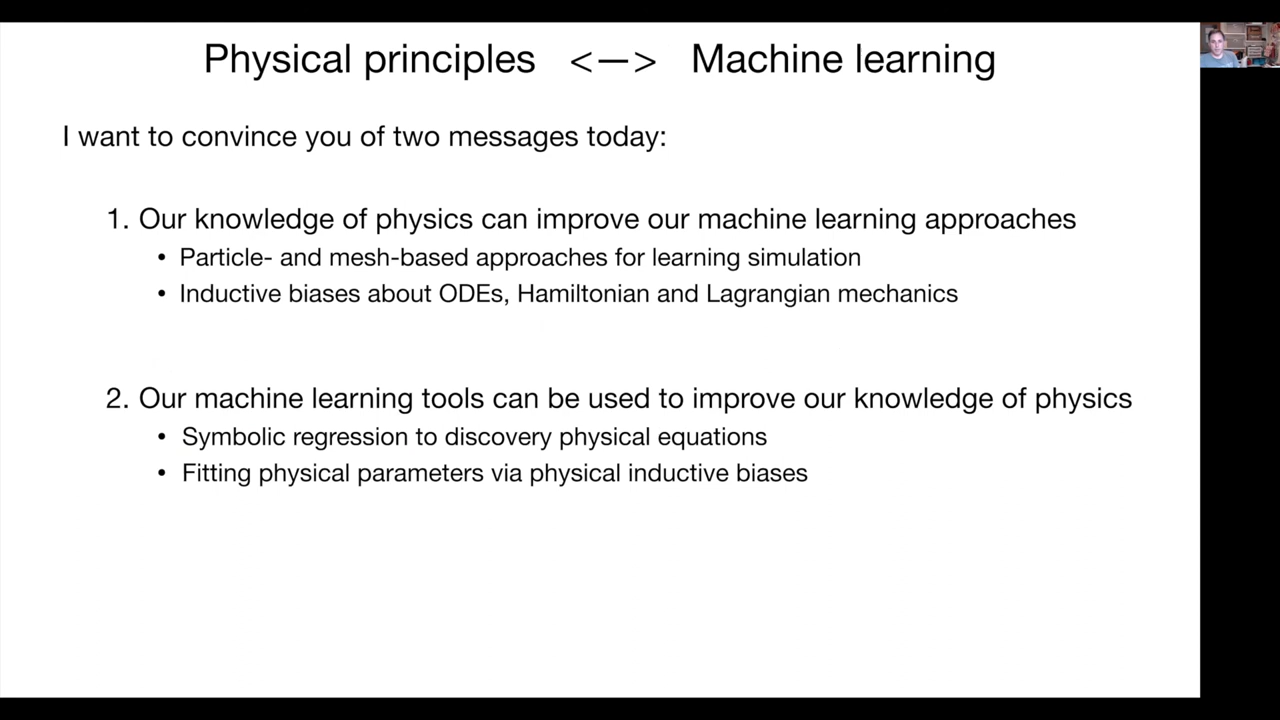 Physical principles <—> Machine learning
I want to convince you of two messages today:
1. Our knowledge of physics can improve our machine learning approaches
• Particle- and mesh-based approaches for learning simulation
• Inductive biases about ODEs, Hamiltonian and Lagrangian mechanics
2. Our machine learning tools can be used to improve our knowledge of physics
• Symbolic regression to discovery physical equations
• Fitting physical parameters via physical inductive biases